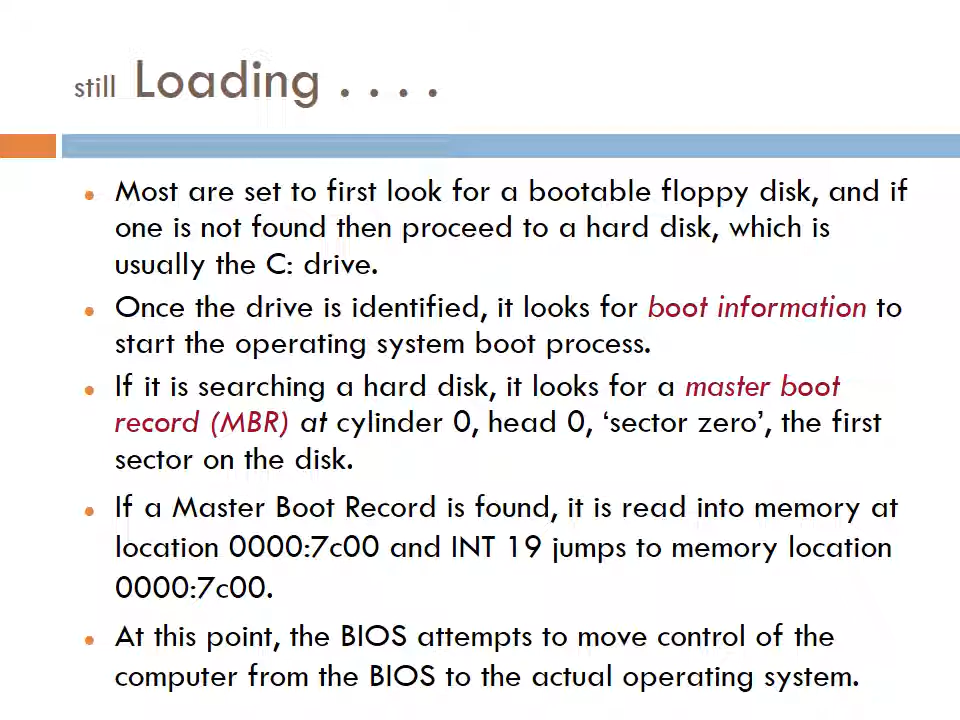 still Loading . . . .
Most are set to first look for a bootable floppy disk, and if
one is not found then proceed to a hard disk, which is
usually the C: drive.
Once the drive is identified, it looks for boot information to
start the operating system boot process.
If it is searching a hard disk, it looks for a master boot
record (MBR) at cylinder 0, head 0, ‘sector zero’, the first
sector on the disk.
If a Master Boot Record is found, it is read into memory at
location 0000:7c00 and INT 19 jumps to memory location
0000:7c00.
At this point, the BIOS attempts to move control of the
computer from the BIOS to the actual operating system.